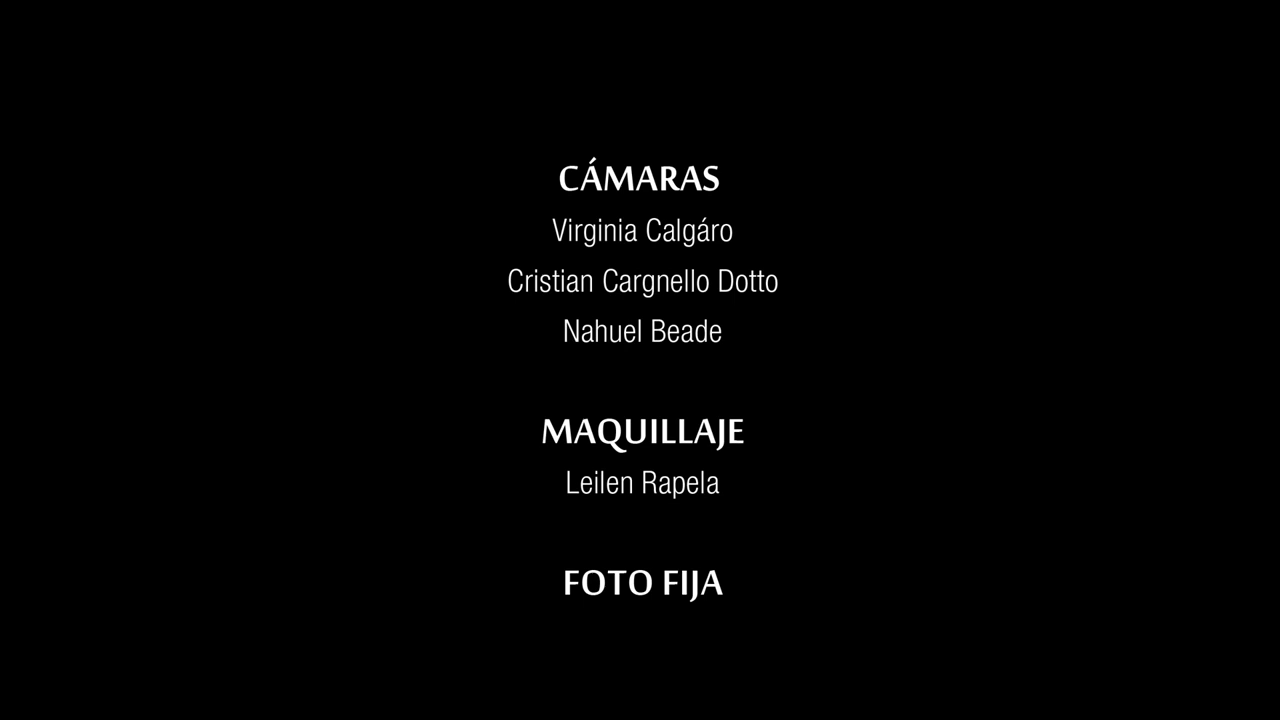 CÁMARAS
Virginia Calgáro
Cristian Cargnello Dotto
Nahuel Beade
MAQUILLAJE
Leilen Rapela
FOTO FIJA